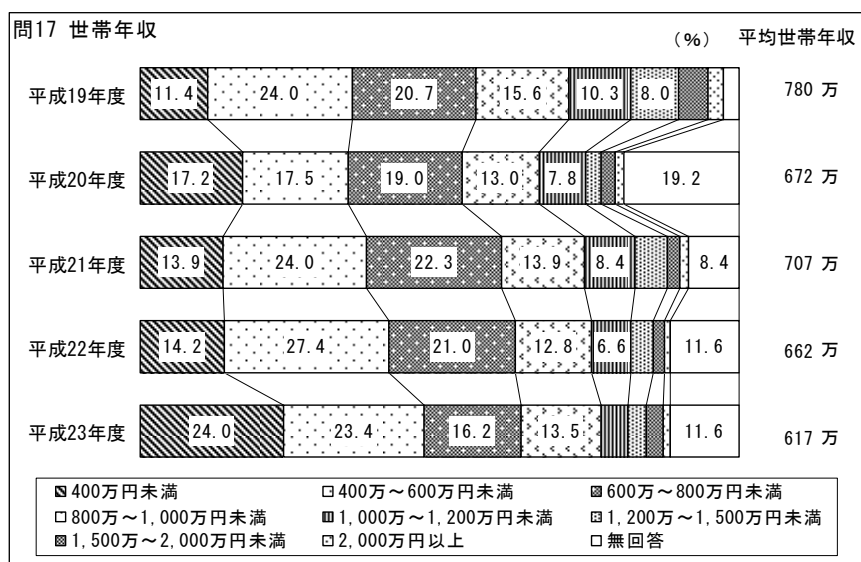 問17 世帯年収
（%） 平均世帯年収
平成19年度 11.4 24.0 20.7 15.6 10.3 8.0 780 万
平成20年度 17.2 17.5 19.0 13.0 7.8 19.2 672 万
平成21年度 13.9 24.0 22.3 13.9 8.4 8.4 707 万
平成22年度 14.2 27.4 21.0 12.8 6.6 11.6 662 万
平成23年度 24.0 23.4 16.2 13.5 11.6 617 万
400万円未満 400万～600万円未満 600万～800万円未満
800万～1,000万円未満 1,000万～1,200万円未満 1,200万～1,500万円未満
1,500万～2,000万円未満 2,000万円以上 無回答